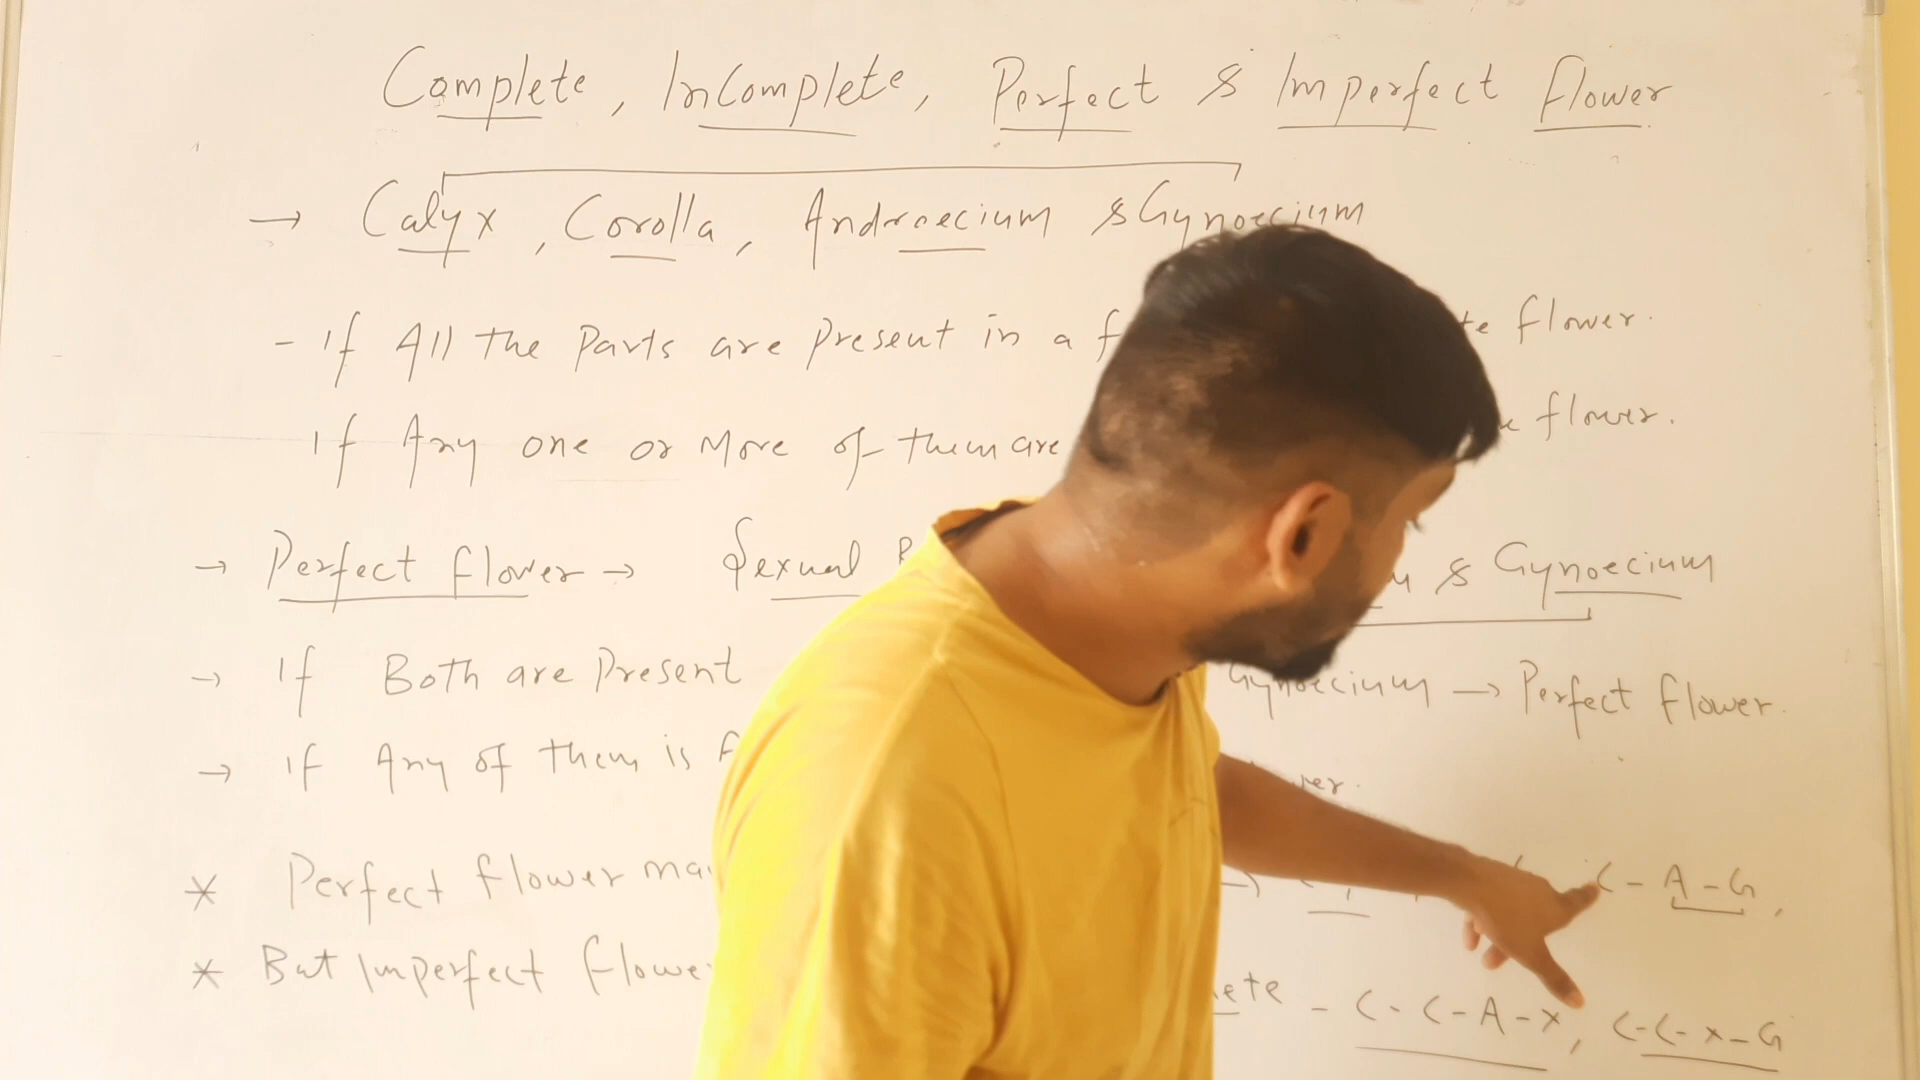 Complete, Incomplete, Perfect & Imperfect flower
→ Calyx, Corolla, Androecium & Gynoecium
- If All the Parts are present in a f te flower.
If Any one or More of them are flower.
→ Perfect flower → Sexual & Gynoecium
→ If Both are Present Gynoecium → Perfect flower.
→ If Any of them is
* Perfect flower C - A - G,
* But Imperfect flowe ete - C - C - A - x, C - C - x - G